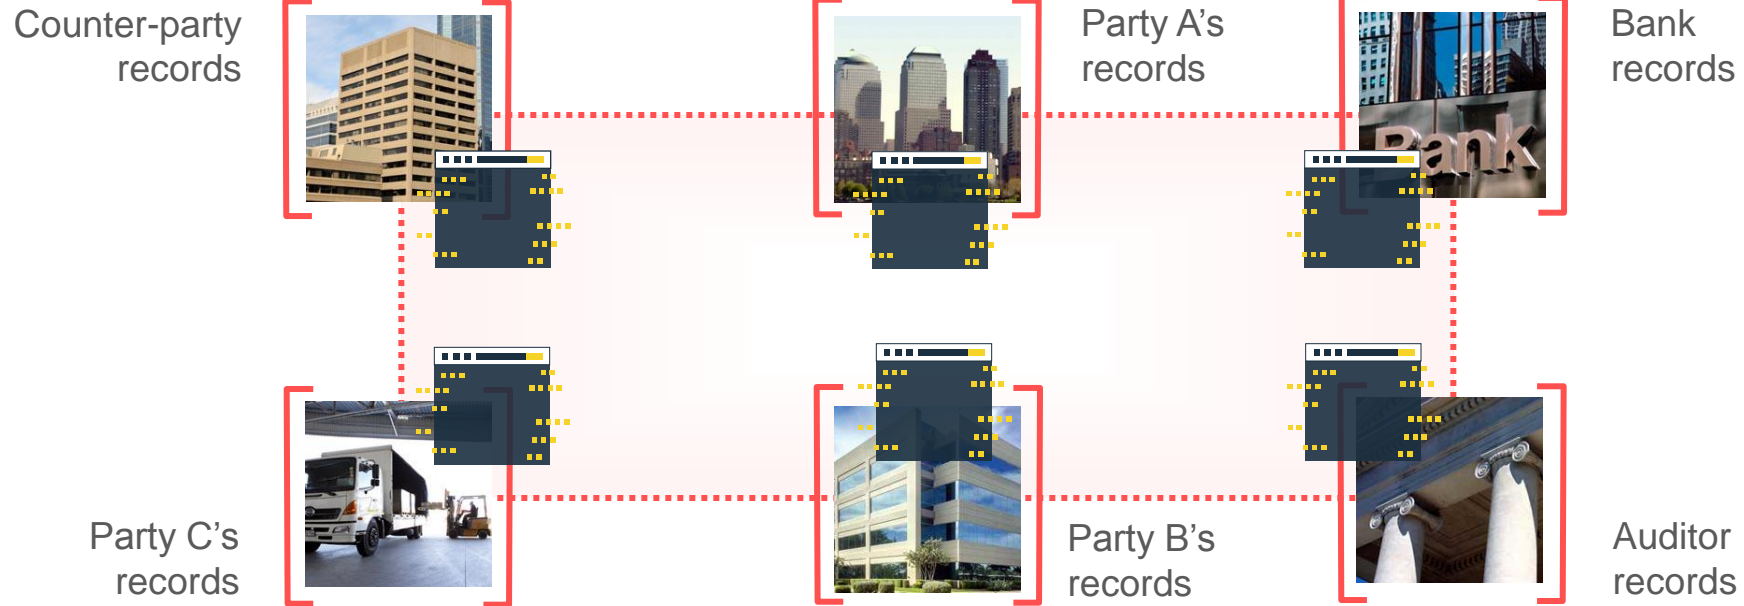 Counter-party
records
Party A’s
records
Bank
records
Bank
Party C’s
records
Party B’s
records
Auditor
records